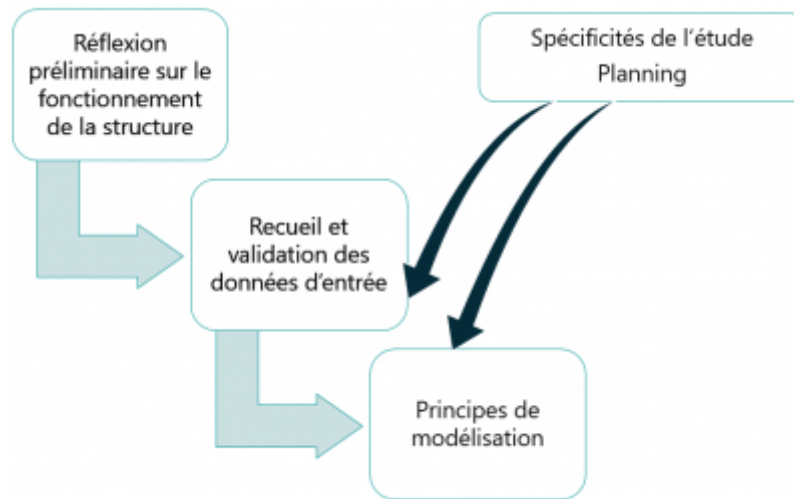 Réflexion
préliminaire sur le
fonctionnement
de la structure
Spécificités de l'étude
Planning
Recueil et
validation des
données d'entrée
Principes de
modélisation